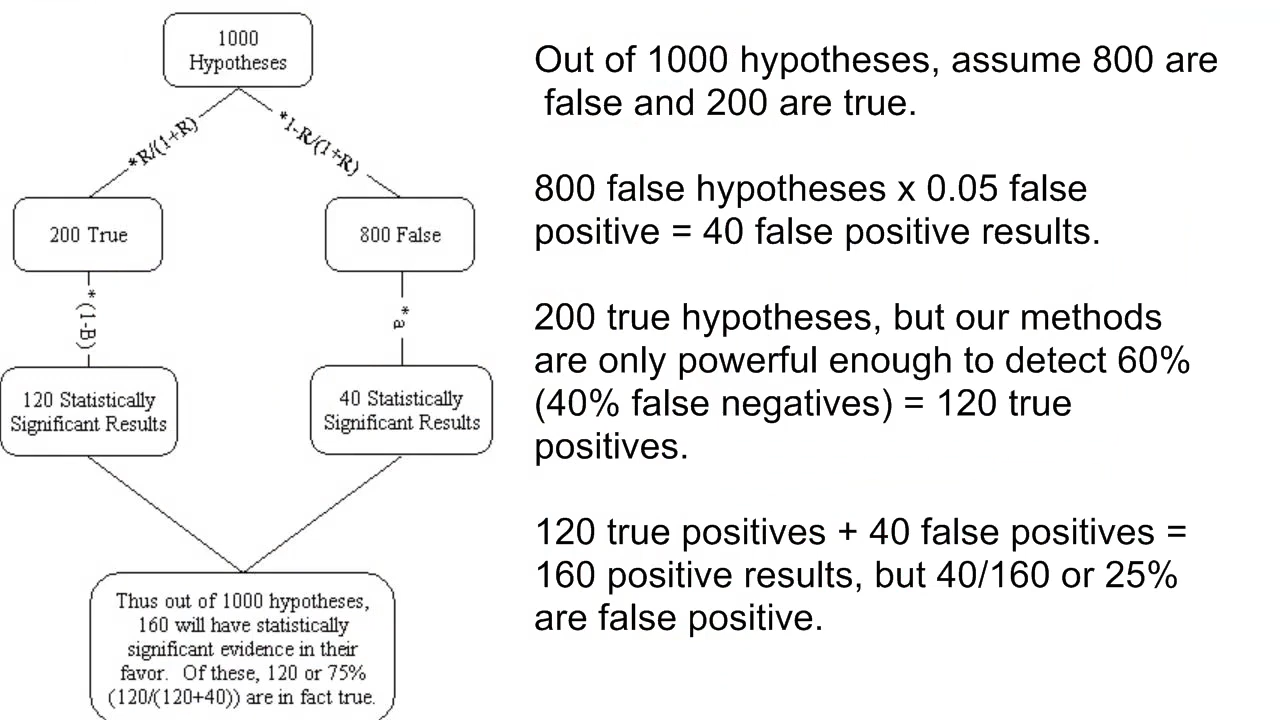 1000
Hypotheses
*R/(1+R)
*1-R/(1+R)
200 True
800 False
*(1-B)
*a
120 Statistically
Significant Results
40 Statistically
Significant Results
Thus out of 1000 hypotheses,
160 will have statistically
significant evidence in their
favor. Of these, 120 or 75%
(120/(120+40)) are in fact true.
Out of 1000 hypotheses, assume 800 are
false and 200 are true.
800 false hypotheses x 0.05 false
positive = 40 false positive results.
200 true hypotheses, but our methods
are only powerful enough to detect 60%
(40% false negatives) = 120 true
positives.
120 true positives + 40 false positives =
160 positive results, but 40/160 or 25%
are false positive.